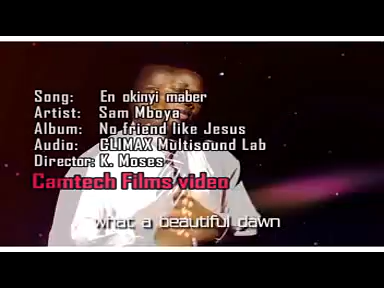 Song: En okinyi maber
Artist: Sam Mboya
Album: No friend like Jesus
Audio: CLIMAX Multisound Lab
Director: K. Moses
Camtech Films video
what a beautiful dawn